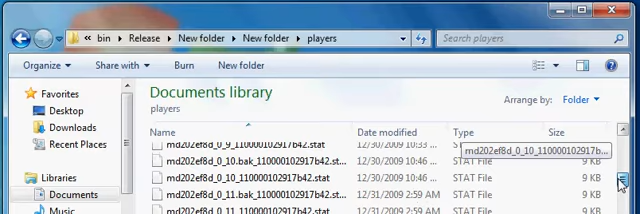 « bin ▸ Release ▸ New folder ▸ New folder ▸ players
Search players
Organize ▾ Share with ▾ Burn New folder
Favorites
Desktop
Downloads
Recent Places
Libraries
Documents
Music
Documents library
players
Arrange by: Folder ▾
Name Date modified Type Size
md202ef8d_0_9_110000102917b42.stat 12/30/2009 10:33 ...
md202ef8d_0_10_110000102917b...
md202ef8d_0_10.bak_110000102917b42.st... 12/30/2009 10:46 ... STAT File 9 KB
md202ef8d_0_10_110000102917b42.stat 12/30/2009 10:46 ... STAT File 9 KB
md202ef8d_0_11.bak_110000102917b42.st... 12/31/2009 2:59 AM STAT File 9 KB
md202ef8d_0_11_110000102917b42.stat 12/31/2009 2:59 AM STAT File 9 KB